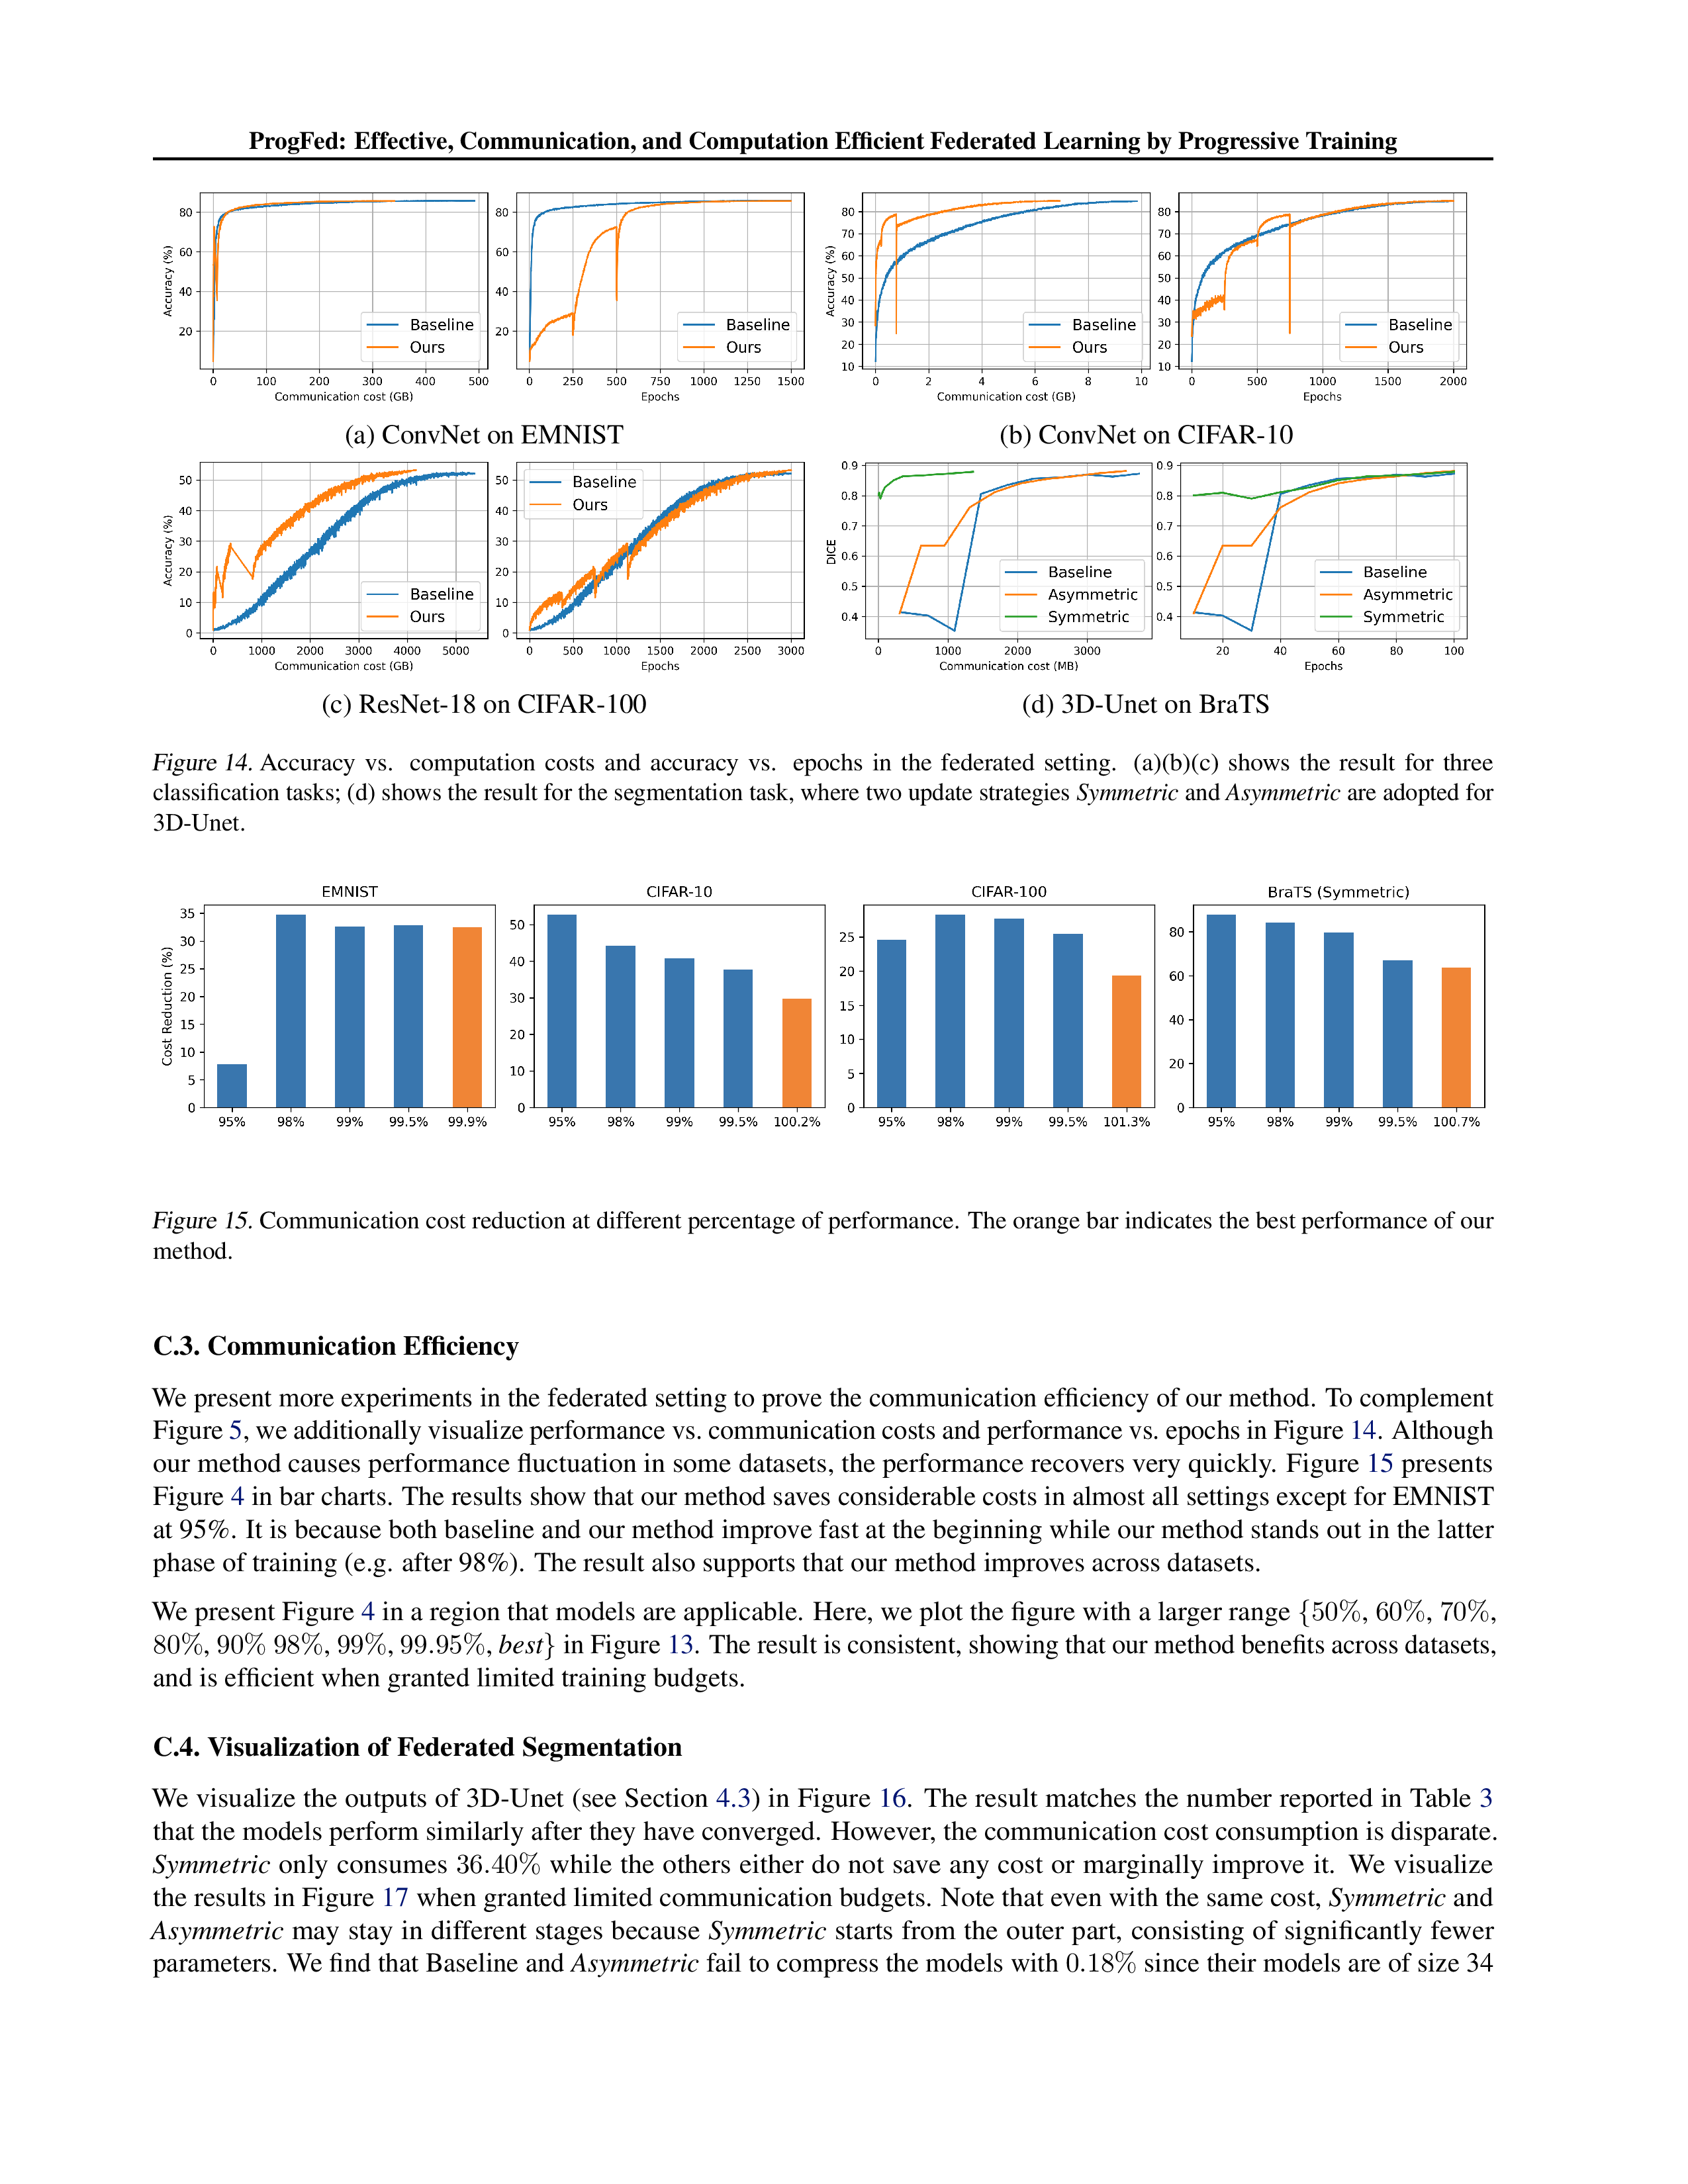 ProgFed: Effective, Communication, and Computation Efficient Federated Learning by Progressive Training
80
60
40
20
Accuracy (%)
0 100 200 300 400 500
Communication cost (GB)
Baseline
Ours
80
60
40
20
0 250 500 750 1000 1250 1500
Epochs
Baseline
Ours
(a) ConvNet on EMNIST
80
70
60
50
40
30
20
10
Accuracy (%)
0 2 4 6 8 10
Communication cost (GB)
Baseline
Ours
80
70
60
50
40
30
20
10
0 500 1000 1500 2000
Epochs
Baseline
Ours
(b) ConvNet on CIFAR-10
50
40
30
20
10
0
Accuracy (%)
0 1000 2000 3000 4000 5000
Communication cost (GB)
Baseline
Ours
50
40
30
20
10
0
0 500 1000 1500 2000 2500 3000
Epochs
Baseline
Ours
(c) ResNet-18 on CIFAR-100
0.9
0.8
0.7
0.6
0.5
0.4
DICE
0 1000 2000 3000
Communication cost (MB)
Baseline
Asymmetric
Symmetric
0.9
0.8
0.7
0.6
0.5
0.4
20 40 60 80 100
Epochs
Baseline
Asymmetric
Symmetric
(d) 3D-Unet on BraTS
Figure 14. Accuracy vs. computation costs and accuracy vs. epochs in the federated setting. (a)(b)(c) shows the result for three
classification tasks; (d) shows the result for the segmentation task, where two update strategies Symmetric and Asymmetric are adopted for
3D-Unet.
EMNIST
35
30
25
20
15
10
5
0
Cost Reduction (%)
95% 98% 99% 99.5% 99.9%
CIFAR-10
50
40
30
20
10
0
95% 98% 99% 99.5% 100.2%
CIFAR-100
25
20
15
10
5
0
95% 98% 99% 99.5% 101.3%
BraTS (Symmetric)
80
60
40
20
0
95% 98% 99% 99.5% 100.7%
Figure 15. Communication cost reduction at different percentage of performance. The orange bar indicates the best performance of our
method.
C.3. Communication Efficiency
We present more experiments in the federated setting to prove the communication efficiency of our method. To complement
Figure 5, we additionally visualize performance vs. communication costs and performance vs. epochs in Figure 14. Although
our method causes performance fluctuation in some datasets, the performance recovers very quickly. Figure 15 presents
Figure 4 in bar charts. The results show that our method saves considerable costs in almost all settings except for EMNIST
at 95%. It is because both baseline and our method improve fast at the beginning while our method stands out in the latter
phase of training (e.g. after 98%). The result also supports that our method improves across datasets.
We present Figure 4 in a region that models are applicable. Here, we plot the figure with a larger range {50%, 60%, 70%,
80%, 90% 98%, 99%, 99.95%, best} in Figure 13. The result is consistent, showing that our method benefits across datasets,
and is efficient when granted limited training budgets.
C.4. Visualization of Federated Segmentation
We visualize the outputs of 3D-Unet (see Section 4.3) in Figure 16. The result matches the number reported in Table 3
that the models perform similarly after they have converged. However, the communication cost consumption is disparate.
Symmetric only consumes 36.40% while the others either do not save any cost or marginally improve it. We visualize
the results in Figure 17 when granted limited communication budgets. Note that even with the same cost, Symmetric and
Asymmetric may stay in different stages because Symmetric starts from the outer part, consisting of significantly fewer
parameters. We find that Baseline and Asymmetric fail to compress the models with 0.18% since their models are of size 34